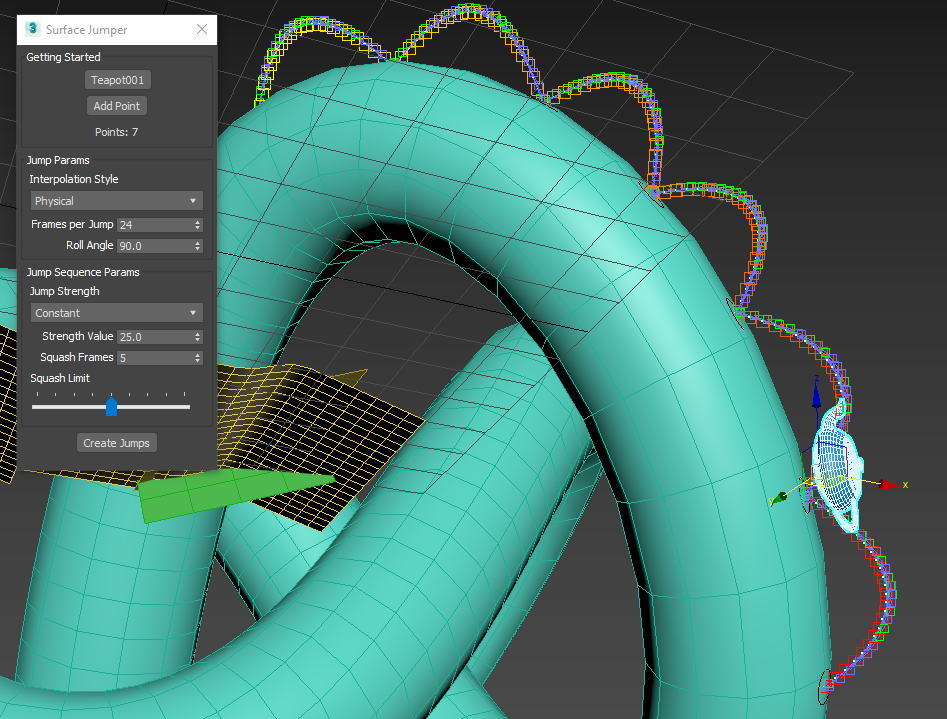 3 Surface Jumper
Getting Started
Teapot001
Add Point
Points: 7
Jump Params
Interpolation Style
Physical
Frames per Jump 24
Roll Angle 90.0
Jump Sequence Params
Jump Strength
Constant
Strength Value 25.0
Squash Frames 5
Squash Limit
Create Jumps
z
x
y